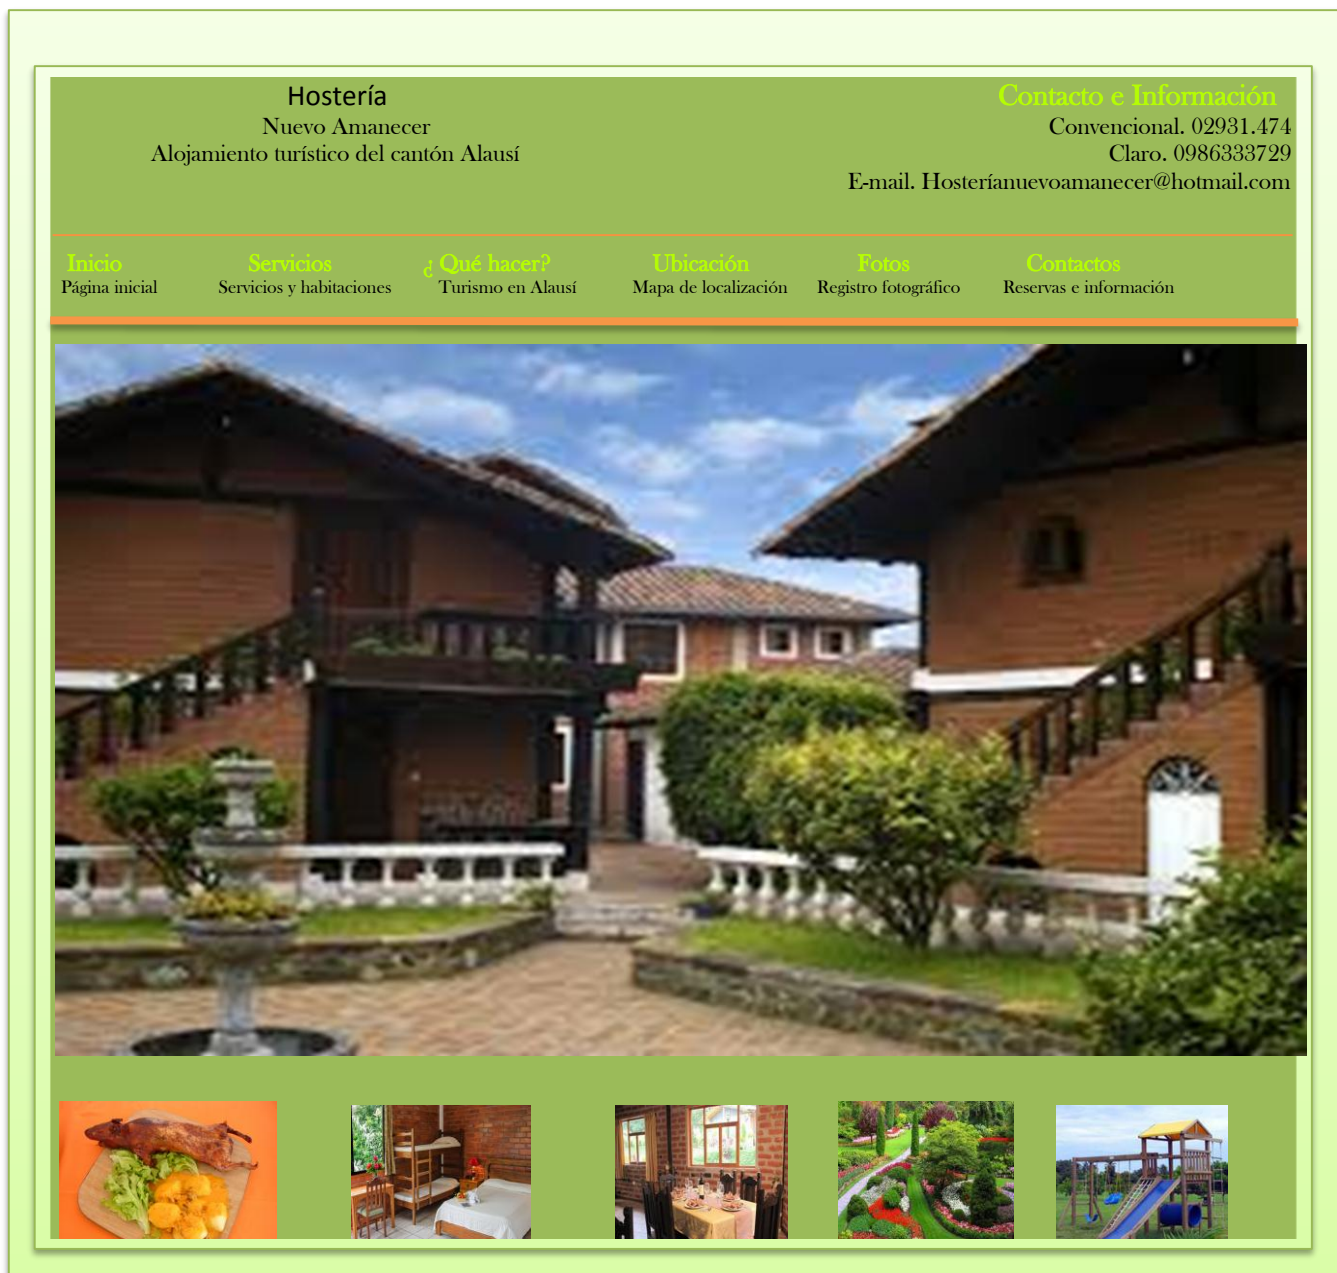 Hostería
Nuevo Amanecer
Alojamiento turístico del cantón Alausí
Contacto e Información
Convencional. 02931.474
Claro. 0986333729
E-mail. Hosteríanuevoamanecer@hotmail.com
Inicio Servicios ¿ Qué hacer? Ubicación Fotos Contactos
Página inicial Servicios y habitaciones Turismo en Alausí Mapa de localización Registro fotográfico Reservas e información